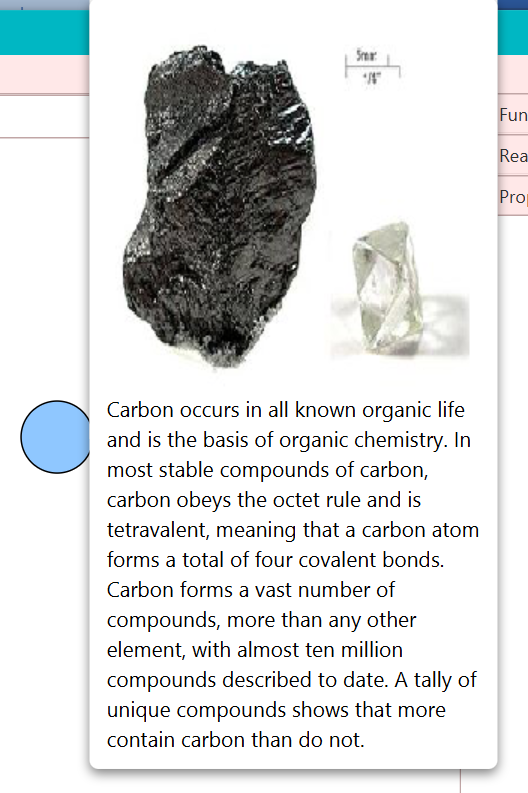 5mm
1/8"
Fun
Rea
Prop
Carbon occurs in all known organic life
and is the basis of organic chemistry. In
most stable compounds of carbon,
carbon obeys the octet rule and is
tetravalent, meaning that a carbon atom
forms a total of four covalent bonds.
Carbon forms a vast number of
compounds, more than any other
element, with almost ten million
compounds described to date. A tally of
unique compounds shows that more
contain carbon than do not.